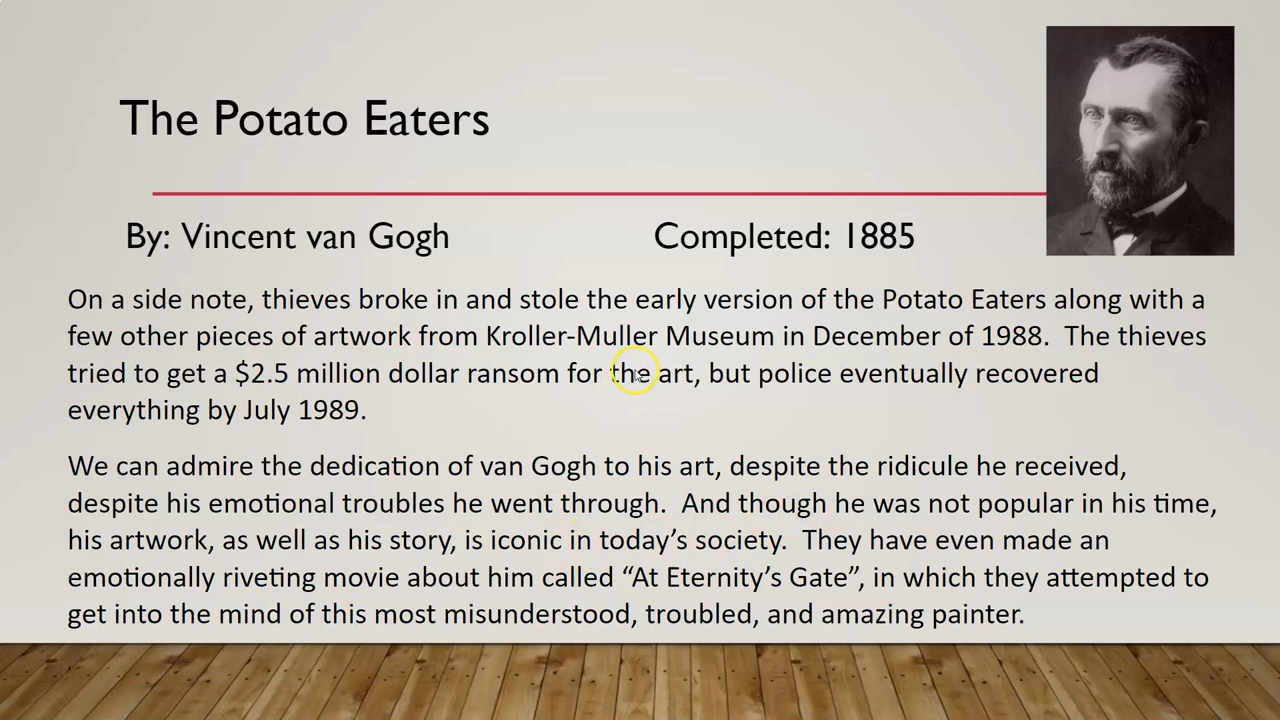 The Potato Eaters
By: Vincent van Gogh Completed: 1885
On a side note, thieves broke in and stole the early version of the Potato Eaters along with a
few other pieces of artwork from Kroller-Muller Museum in December of 1988.  The thieves
tried to get a $2.5 million dollar ransom for the art, but police eventually recovered
everything by July 1989.
We can admire the dedication of van Gogh to his art, despite the ridicule he received,
despite his emotional troubles he went through.  And though he was not popular in his time,
his artwork, as well as his story, is iconic in today’s society.  They have even made an
emotionally riveting movie about him called “At Eternity’s Gate”, in which they attempted to
get into the mind of this most misunderstood, troubled, and amazing painter.